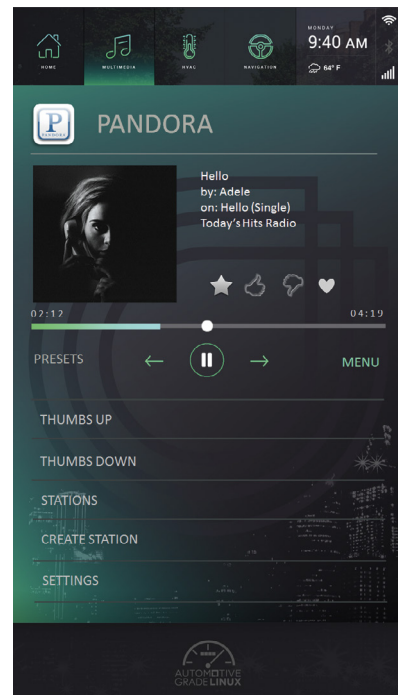 MONDAY
9:40 AM
64° F
HOME
MULTIMEDIA
HVAC
NAVIGATION
P
PANDORA
PANDORA
Hello
by: Adele
on: Hello (Single)
Today's Hits Radio
02:12
04:19
PRESETS
MENU
THUMBS UP
THUMBS DOWN
STATIONS
CREATE STATION
SETTINGS
AUTOMOTIVE
GRADE LINUX